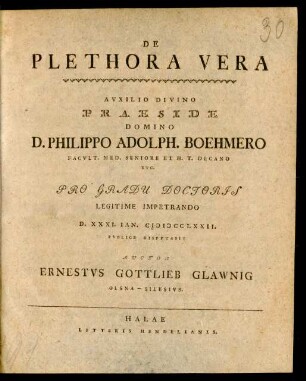 30
DE
PLETHORA VERA
AVXILIO DIVINO
PRAESIDE
DOMINO
D. PHILIPPO ADOLPH. BOEHMERO
FACVLT. MED. SENIORE ET H. T. DECANO
PRO GRADU DOCTORIS
LEGITIME IMPETRANDO
D. XXXI. IAN. CIƆIƆCCLXXII.
PVBLICE DISPVTABIT
AVCTOR
ERNESTVS GOTTLIEB GLAWNIG
OLSNA-SILESIVS.
HALAE
LITTERIS HENDELIANIS.